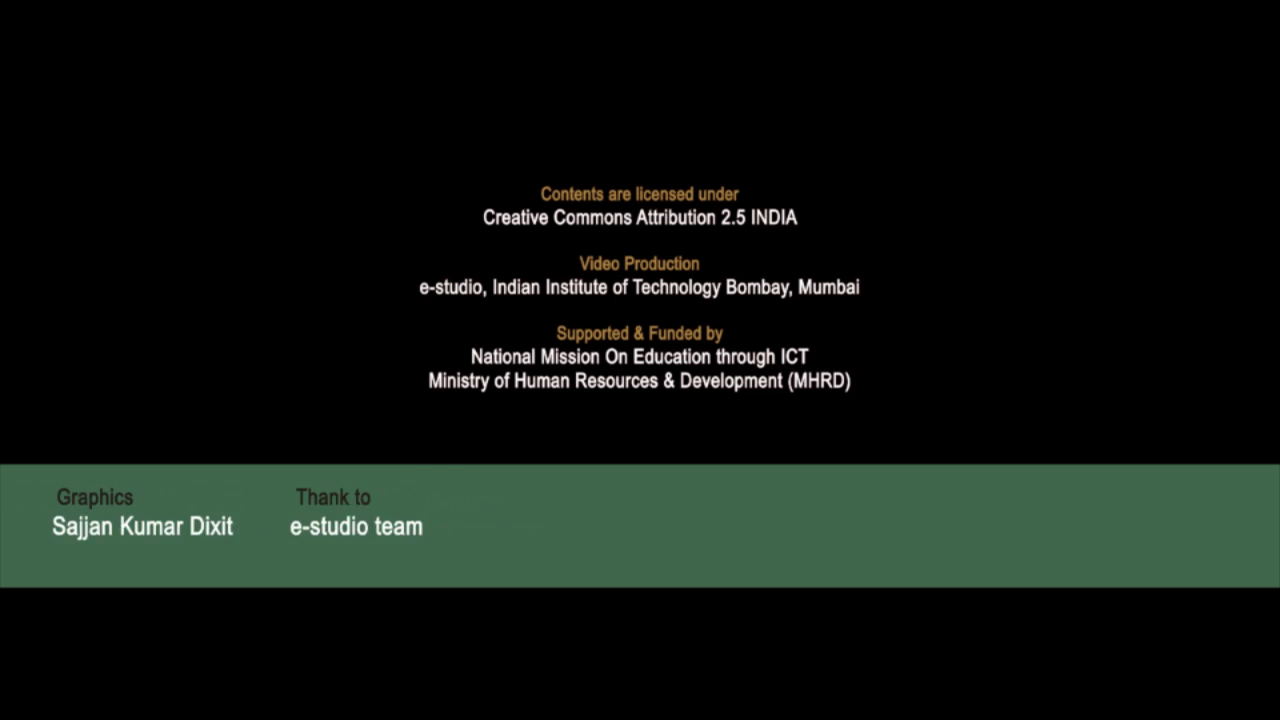 Contents are licensed under
Creative Commons Attribution 2.5 INDIA
Video Production
e-studio, Indian Institute of Technology Bombay, Mumbai
Supported & Funded by
National Mission On Education through ICT
Ministry of Human Resources & Development (MHRD)
Graphics
Sajjan Kumar Dixit
Thank to
e-studio team